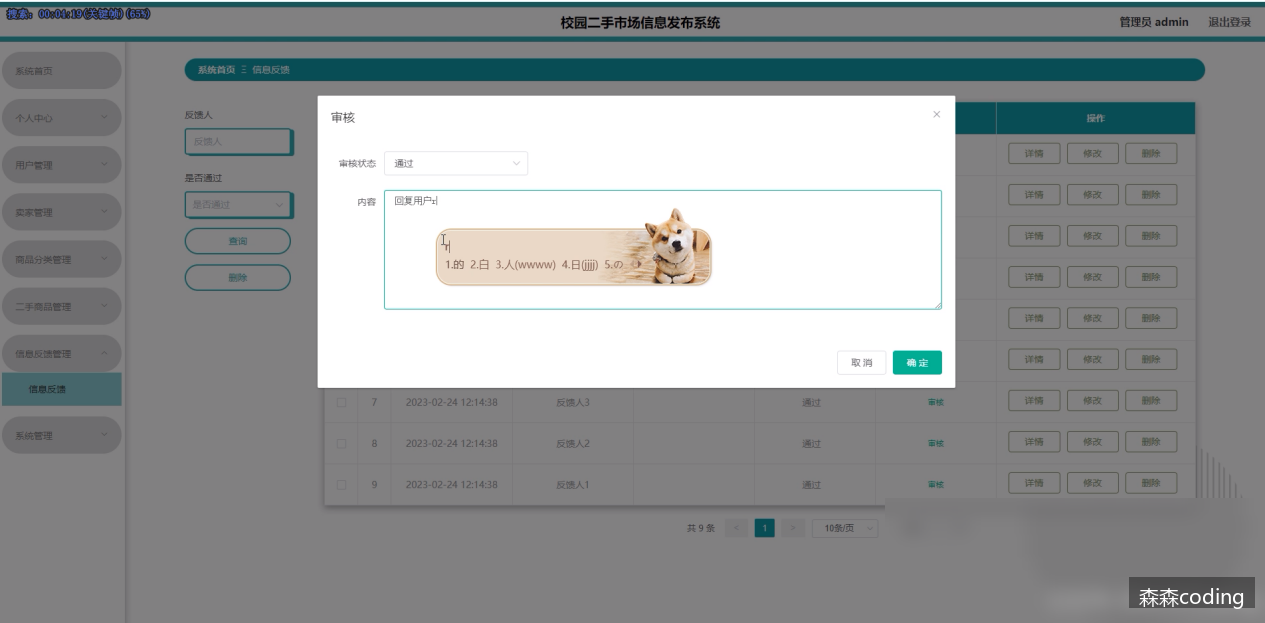 搜索: 00:01:19(关键帧)(65%)
校园二手市场信息发布系统
管理员 admin
退出登录
系统首页
个人中心
用户管理
卖家管理
商品分类管理
二手商品管理
信息反馈管理
信息反馈
系统管理
系统首页 Ξ 信息反馈
反馈人
反馈人
是否通过
是否通过
查询
删除
审核
×
审核状态 通过
内容 回复用户:
r
1.的 2.白 3.人(wwww) 4.日(jjjj) 5.の
取 消 确 定
操作
详情 修改 删除
详情 修改 删除
详情 修改 删除
详情 修改 删除
详情 修改 删除
详情 修改 删除
7 2023-02-24 12:14:38 反馈人3 通过 审核 详情 修改 删除
8 2023-02-24 12:14:38 反馈人2 通过 审核 详情 修改 删除
9 2023-02-24 12:14:38 反馈人1 通过 审核 详情 修改 删除
共 9 条 < 1 > 10条/页
森森coding